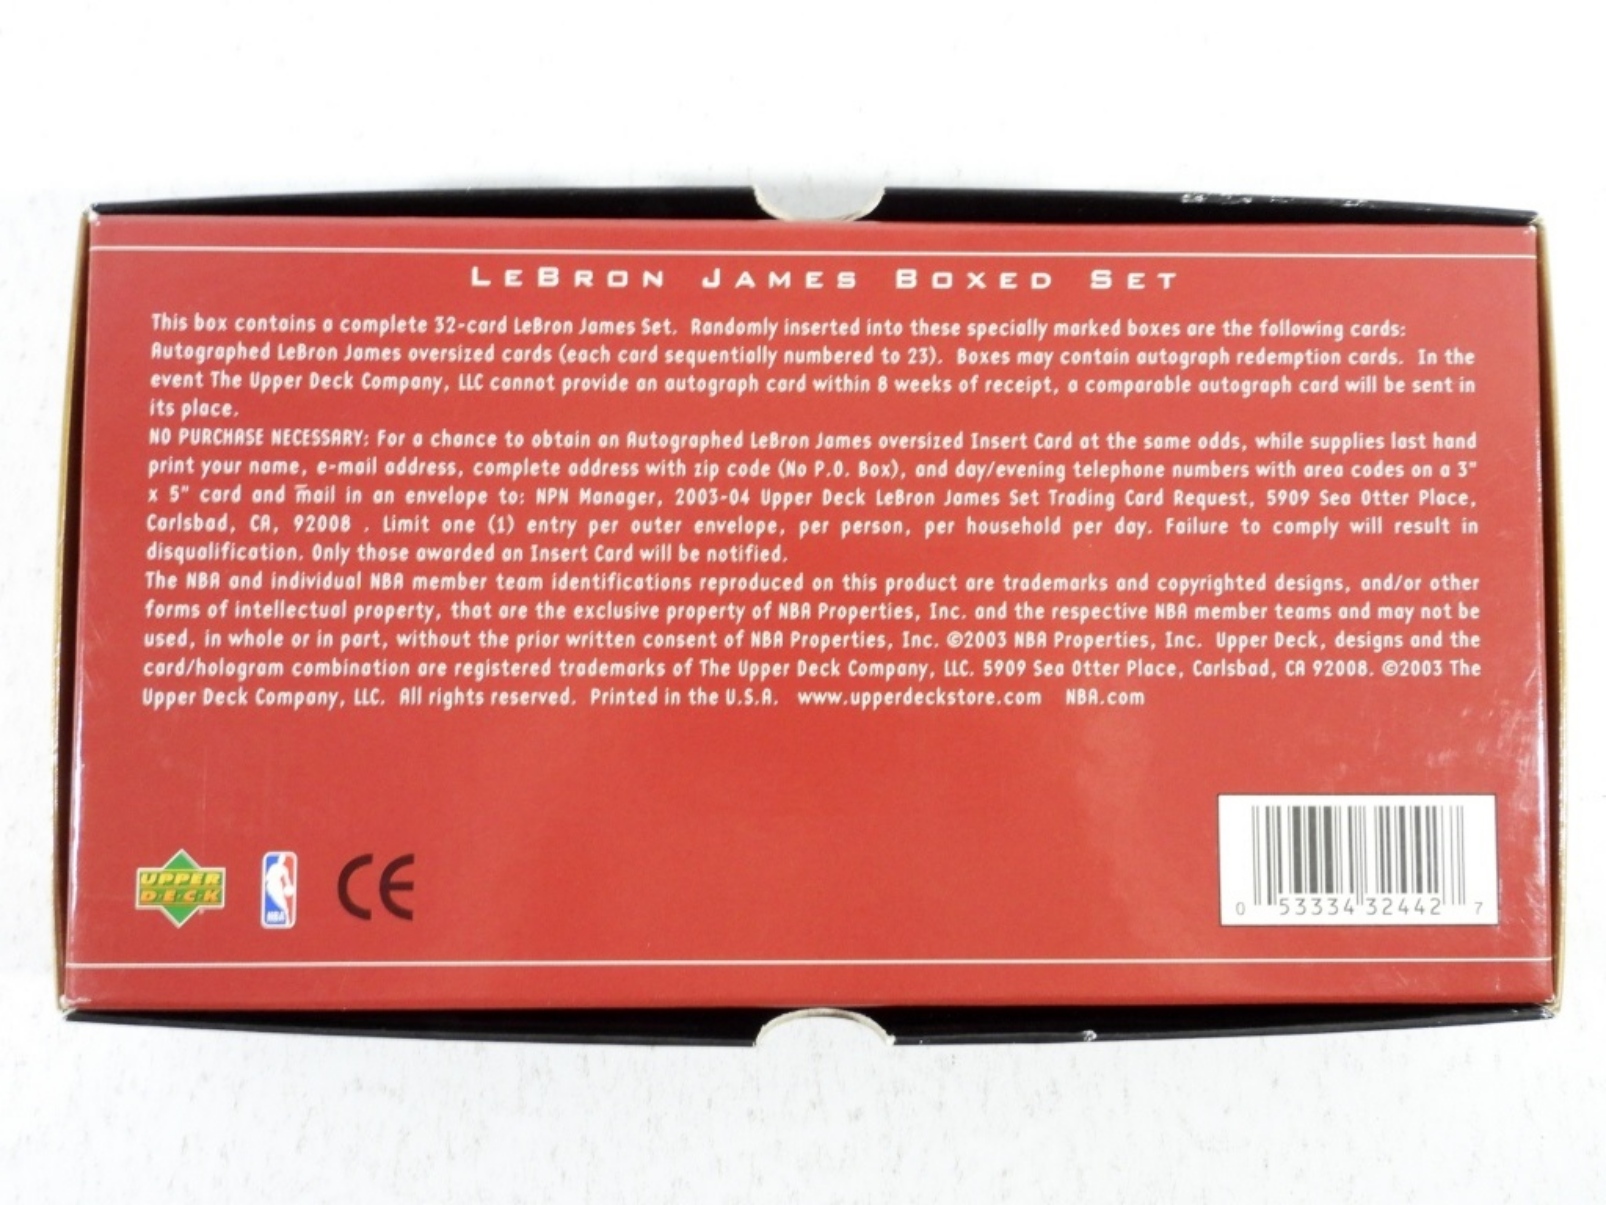 LEBRON JAMES BOXED SET
This box contains a complete 32-card LeBron James Set. Randomly inserted into these specially marked boxes are the following cards:
Autographed LeBron James oversized cards (each card sequentially numbered to 23). Boxes may contain autograph redemption cards. In the
event The Upper Deck Company, LLC cannot provide an autograph card within 8 weeks of receipt, a comparable autograph card will be sent in
its place.
NO PURCHASE NECESSARY: For a chance to obtain an Autographed LeBron James oversized Insert Card at the same odds, while supplies last hand
print your name, e-mail address, complete address with zip code (No P.O. Box), and day/evening telephone numbers with area codes on a 3"
x 5" card and mail in an envelope to: NPN Manager, 2003-04 Upper Deck LeBron James Set Trading Card Request, 5909 Sea Otter Place,
Carlsbad, CA, 92008 . Limit one (1) entry per outer envelope, per person, per household per day. Failure to comply will result in
disqualification. Only those awarded an Insert Card will be notified.
The NBA and individual NBA member team identifications reproduced on this product are trademarks and copyrighted designs, and/or other
forms of intellectual property, that are the exclusive property of NBA Properties, Inc. and the respective NBA member teams and may not be
used, in whole or in part, without the prior written consent of NBA Properties, Inc. ©2003 NBA Properties, Inc. Upper Deck, designs and the
card/hologram combination are registered trademarks of The Upper Deck Company, LLC. 5909 Sea Otter Place, Carlsbad, CA 92008. ©2003 The
Upper Deck Company, LLC. All rights reserved. Printed in the U.S.A. www.upperdeckstore.com NBA.com
UPPER
D·E·C·K
NBA
CE
0 53334 32442 7